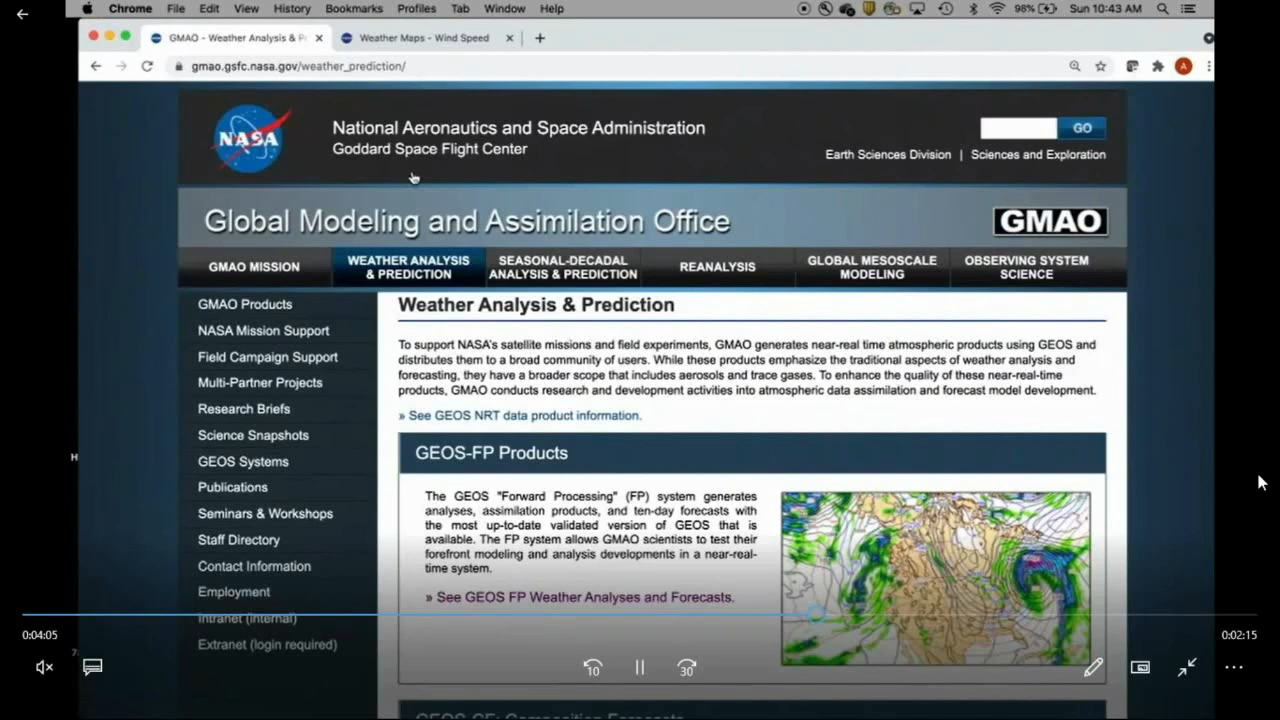 Chrome File Edit View History Bookmarks Profiles Tab Window Help 98% Sun 10:43 AM
GMAO - Weather Analysis & Pr Weather Maps - Wind Speed
gmao.gsfc.nasa.gov/weather_prediction/ A
NASA
National Aeronautics and Space Administration
Goddard Space Flight Center
GO
Earth Sciences Division | Sciences and Exploration
Global Modeling and Assimilation Office
GMAO
GMAO MISSION
WEATHER ANALYSIS
& PREDICTION
SEASONAL-DECADAL
ANALYSIS & PREDICTION
REANALYSIS
GLOBAL MESOSCALE
MODELING
OBSERVING SYSTEM
SCIENCE
GMAO Products
NASA Mission Support
Field Campaign Support
Multi-Partner Projects
Research Briefs
Science Snapshots
GEOS Systems
Publications
Seminars & Workshops
Staff Directory
Contact Information
Employment
Intranet (internal)
Extranet (login required)
Weather Analysis & Prediction
To support NASA's satellite missions and field experiments, GMAO generates near-real time atmospheric products using GEOS and
distributes them to a broad community of users. While these products emphasize the traditional aspects of weather analysis and
forecasting, they have a broader scope that includes aerosols and trace gases. To enhance the quality of these near-real-time
products, GMAO conducts research and development activities into atmospheric data assimilation and forecast model development.
» See GEOS NRT data product information.
GEOS-FP Products
The GEOS "Forward Processing" (FP) system generates
analyses, assimilation products, and ten-day forecasts with
the most up-to-date validated version of GEOS that is
available. The FP system allows GMAO scientists to test their
forefront modeling and analysis developments in a near-real-
time system.
» See GEOS FP Weather Analyses and Forecasts.
GEOS-CF: Composition Forecasts
H
0:04:05
0:02:15
10
30